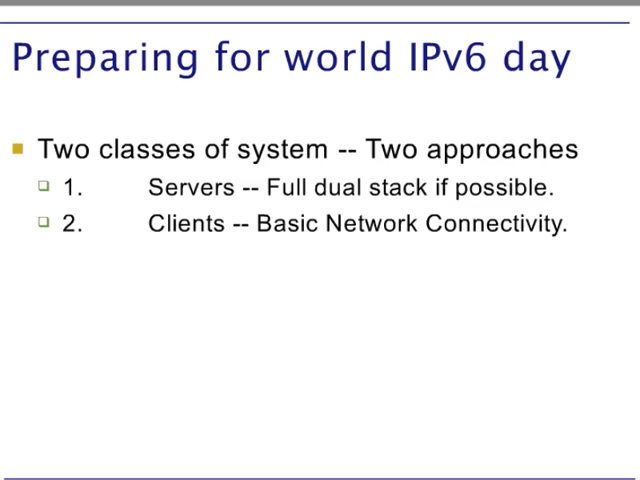 Preparing for world IPv6 day
Two classes of system -- Two approaches
1. Servers -- Full dual stack if possible.
2. Clients -- Basic Network Connectivity.